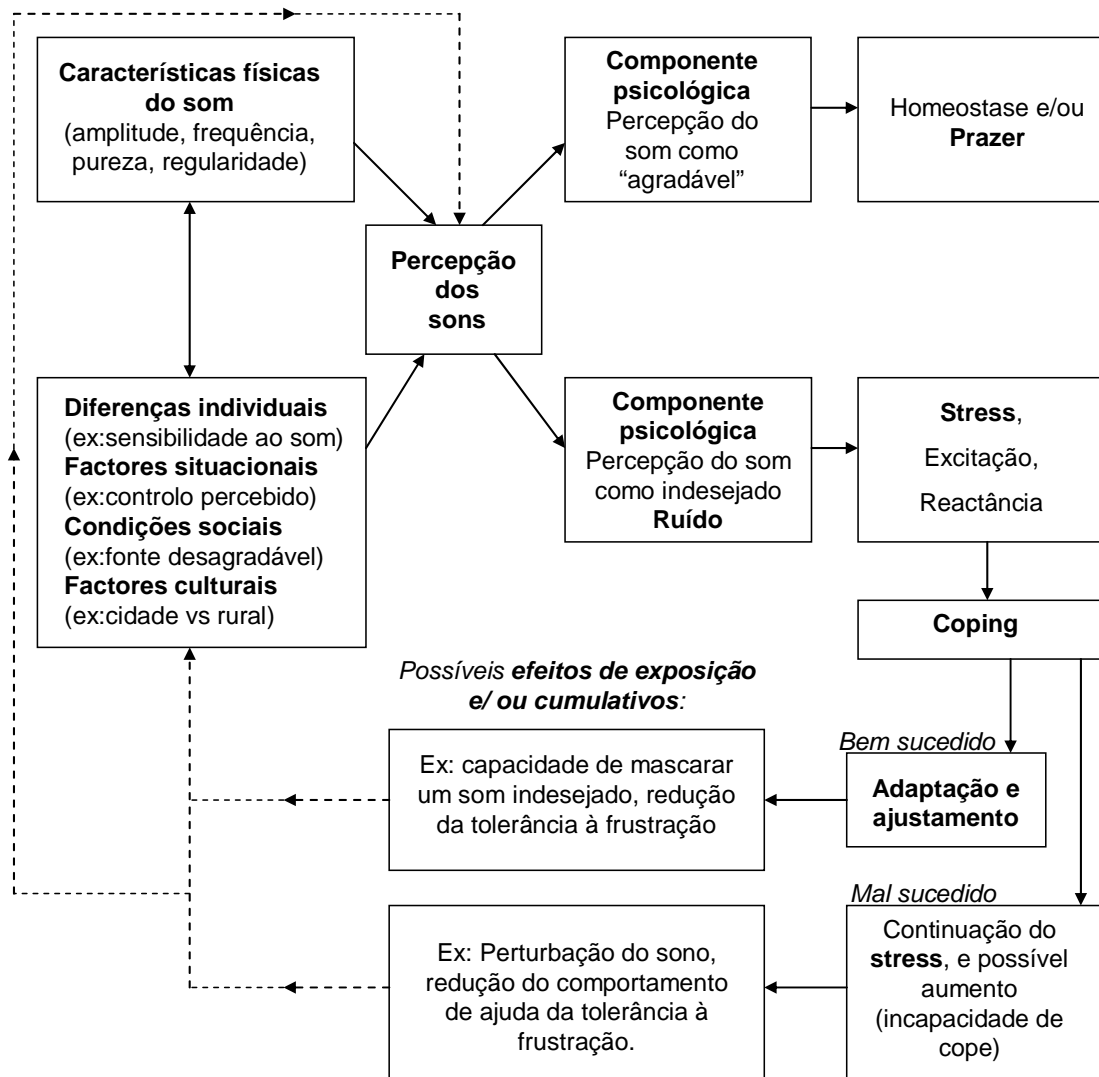 Características físicas
do som
(amplitude, frequência,
pureza, regularidade)
Componente
psicológica
Percepção do
som como
“agradável”
Homeostase e/ou
Prazer
Percepção
dos
sons
Diferenças individuais
(ex:sensibilidade ao som)
Factores situacionais
(ex:controlo percebido)
Condições sociais
(ex:fonte desagradável)
Factores culturais
(ex:cidade vs rural)
Componente
psicológica
Percepção do som
como indesejado
Ruído
Stress,
Excitação,
Reactância
Coping
Possíveis efeitos de exposição
e/ ou cumulativos:
Bem sucedido
Ex: capacidade de mascarar
um som indesejado, redução
da tolerância à frustração
Adaptação e
ajustamento
Mal sucedido
Ex: Perturbação do sono,
redução do comportamento
de ajuda da tolerância à
frustração.
Continuação do
stress, e possível
aumento
(incapacidade de
cope)